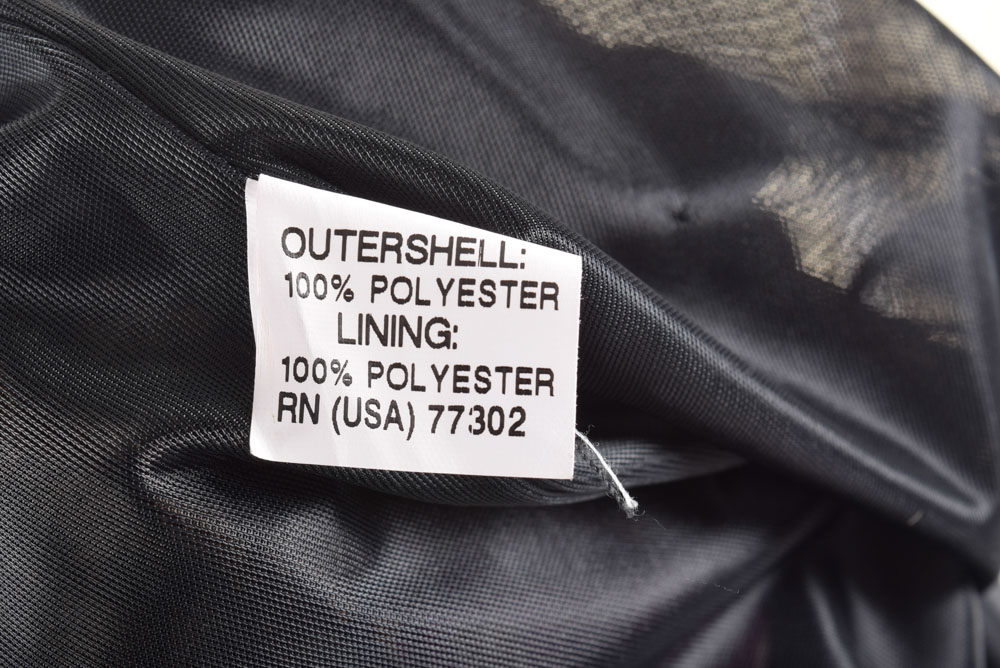 OUTERSHELL:
100% POLYESTER
LINING:
100% POLYESTER
RN (USA) 77302